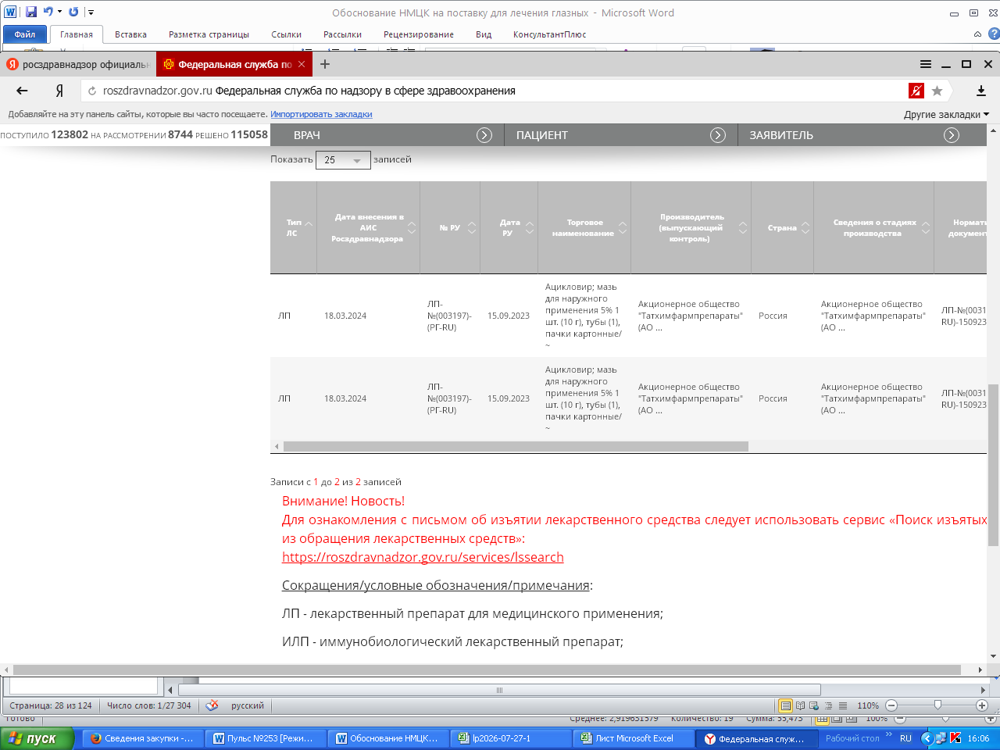 Обоснование НМЦК на поставку для лечения глазных - Microsoft Word
Файл Главная Вставка Разметка страницы Ссылки Рассылки Рецензирование Вид КонсультантПлюс
росздравнадзор официальн Федеральная служба по
roszdravnadzor.gov.ru Федеральная служба по надзору в сфере здравоохранения
Добавляйте на эту панель сайты, которые вы часто посещаете. Импортировать закладки Другие закладки
ПОСТУПИЛО 123802 НА РАССМОТРЕНИИ 8744 РЕШЕНО 115058 ВРАЧ ПАЦИЕНТ ЗАЯВИТЕЛЬ
Показать 25 записей
Тип ЛС
Дата внесения в АИС Росздравнадзора
№ РУ
Дата РУ
Торговое наименование
Производитель (выпускающий контроль)
Страна
Сведения о стадиях производства
Нормати
документ
ЛП
18.03.2024
ЛП-
№(003197)-
(РГ-RU)
15.09.2023
Ацикловир; мазь
для наружного
применения 5% 1
шт. (10 г), тубы (1),
пачки картонные/
~
Акционерное общество
"Татхимфармпрепараты"
(АО ...
Россия
Акционерное общество
"Татхимфармпрепараты"
(АО ...
ЛП-№(0031
RU)-150923
ЛП
18.03.2024
ЛП-
№(003197)-
(РГ-RU)
15.09.2023
Ацикловир; мазь
для наружного
применения 5% 1
шт. (10 г), тубы (1),
пачки картонные/
~
Акционерное общество
"Татхимфармпрепараты"
(АО ...
Россия
Акционерное общество
"Татхимфармпрепараты"
(АО ...
ЛП-№(0031
RU)-150923
Записи с 1 до 2 из 2 записей
Внимание! Новость!
Для ознакомления с письмом об изъятии лекарственного средства следует использовать сервис «Поиск изъятых
из обращения лекарственных средств»:
https://roszdravnadzor.gov.ru/services/lssearch
Сокращения/условные обозначения/примечания:
ЛП - лекарственный препарат для медицинского применения;
ИЛП - иммунобиологический лекарственный препарат;
Страница: 28 из 124 Число слов: 1/27 304 русский 110%
Готово Среднее: 2,919631579 Количество: 19 Сумма: 55,473 100%
пуск Сведения закупки -... Пульс №253 [Режи... Обоснование НМЦК... lp2026-07-27-1 Лист Microsoft Excel Федеральная служ... Рабочий стол RU 16:06